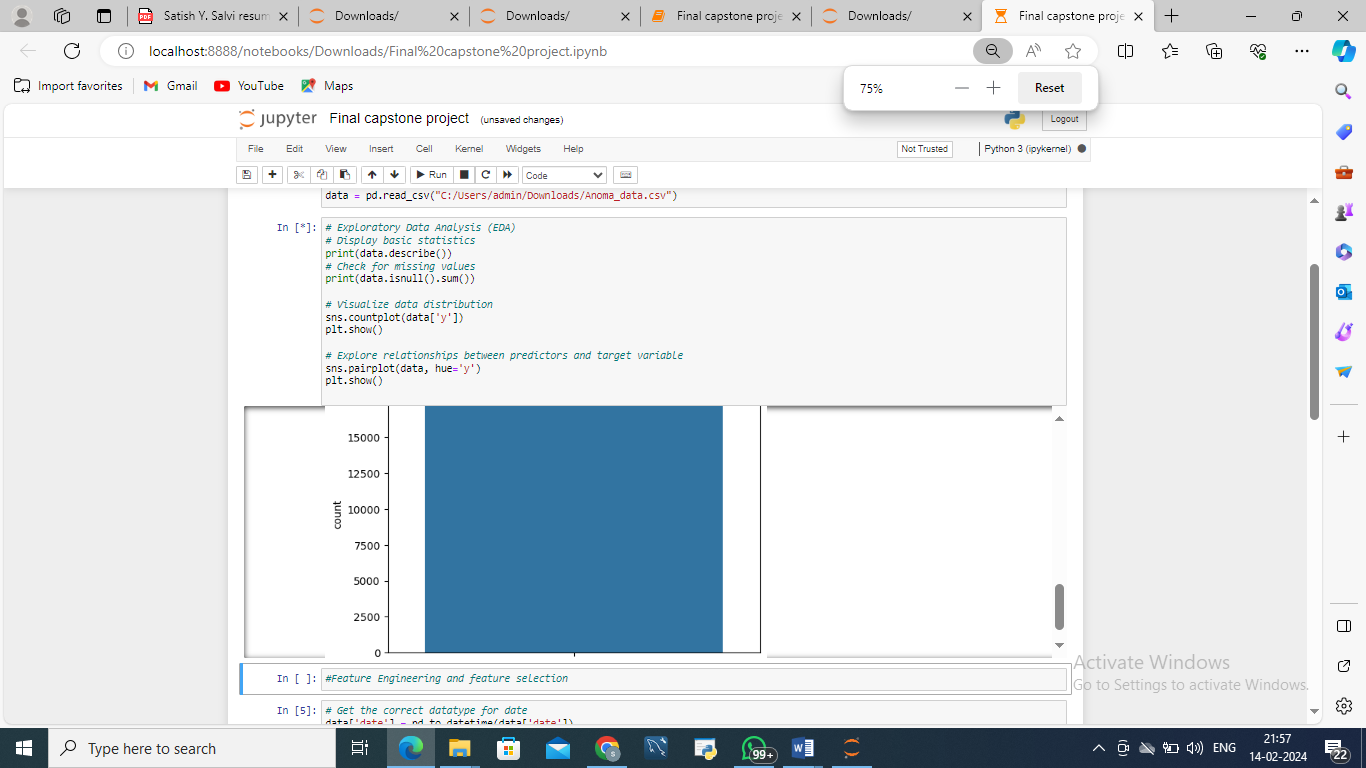 Satish Y. Salvi resum
Downloads/
Downloads/
Final capstone proje
Downloads/
Final capstone proje
localhost:8888/notebooks/Downloads/Final%20capstone%20project.ipynb
Import favorites
Gmail
YouTube
Maps
75%
Reset
jupyter Final capstone project (unsaved changes)
Logout
File Edit View Insert Cell Kernel Widgets Help
Not Trusted
Python 3 (ipykernel)
Run
Code
data = pd.read_csv("C:/Users/admin/Downloads/Anoma_data.csv")
In [*]:
# Exploratory Data Analysis (EDA)
# Display basic statistics
print(data.describe())
# Check for missing values
print(data.isnull().sum())
# Visualize data distribution
sns.countplot(data['y'])
plt.show()
# Explore relationships between predictors and target variable
sns.pairplot(data, hue='y')
plt.show()
15000
12500
10000
7500
5000
2500
0
count
In [ ]: #Feature Engineering and feature selection
In [5]: # Get the correct datatype for date
data['date'] = pd.to_datetime(data['date'])
Activate Windows
Go to Settings to activate Windows.
Type here to search
99+
ENG
21:57
14-02-2024
22